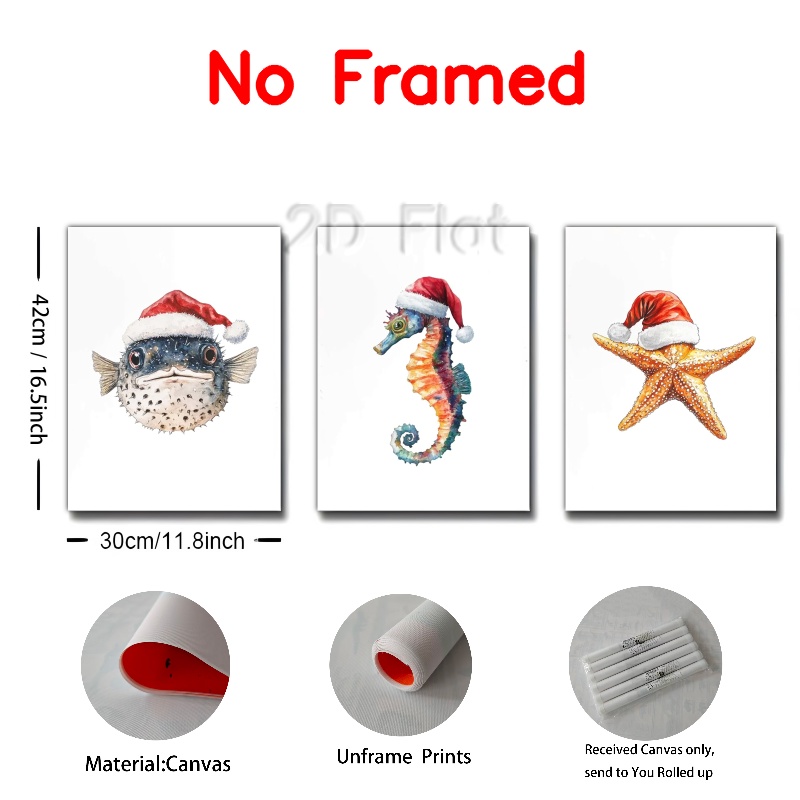 No Framed
2D Flat
42cm / 16.5inch
30cm/11.8inch
Material:Canvas
Unframe Prints
Received Canvas only,
send to You Rolled up